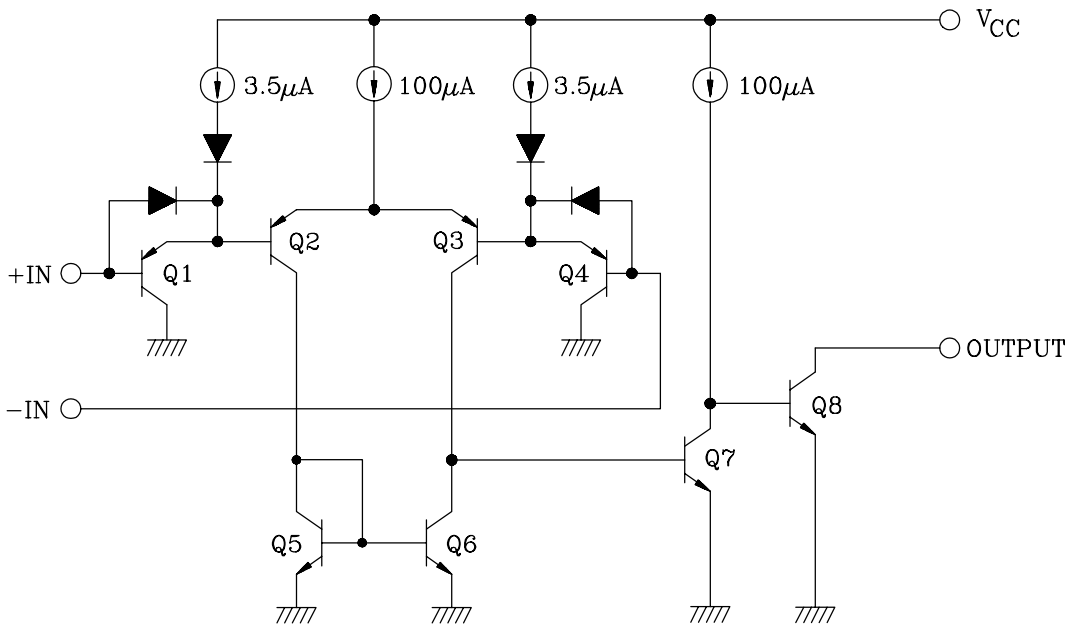 V_CC
3.5μA
100μA
3.5μA
100μA
Q2
Q3
+IN
Q1
Q4
OUTPUT
−IN
Q8
Q7
Q5
Q6